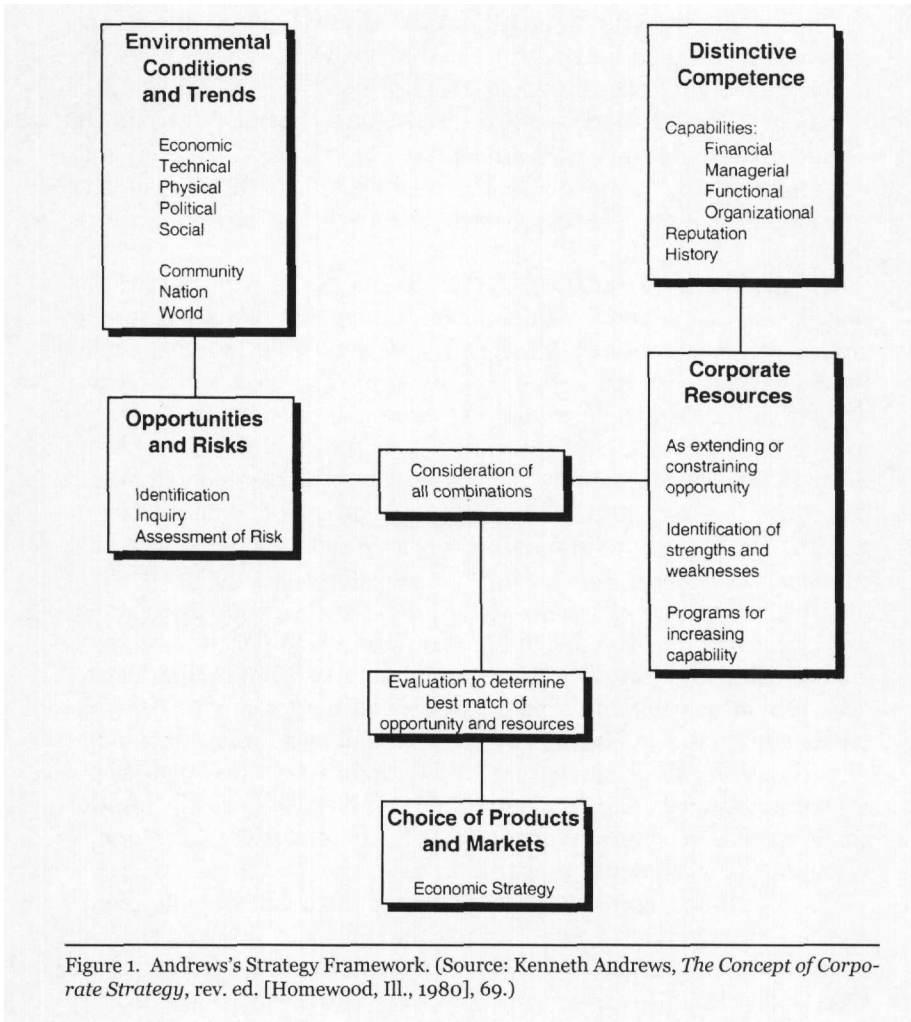 Environmental
Conditions
and Trends
Economic
Technical
Physical
Political
Social
Community
Nation
World
Distinctive
Competence
Capabilities:
Financial
Managerial
Functional
Organizational
Reputation
History
Opportunities
and Risks
Identification
Inquiry
Assessment of Risk
Consideration of
all combinations
Corporate
Resources
As extending or
constraining
opportunity
Identification of
strengths and
weaknesses
Programs for
increasing
capability
Evaluation to determine
best match of
opportunity and resources
Choice of Products
and Markets
Economic Strategy
Figure 1. Andrews's Strategy Framework. (Source: Kenneth Andrews, The Concept of Corpo-
rate Strategy, rev. ed. [Homewood, Ill., 1980], 69.)